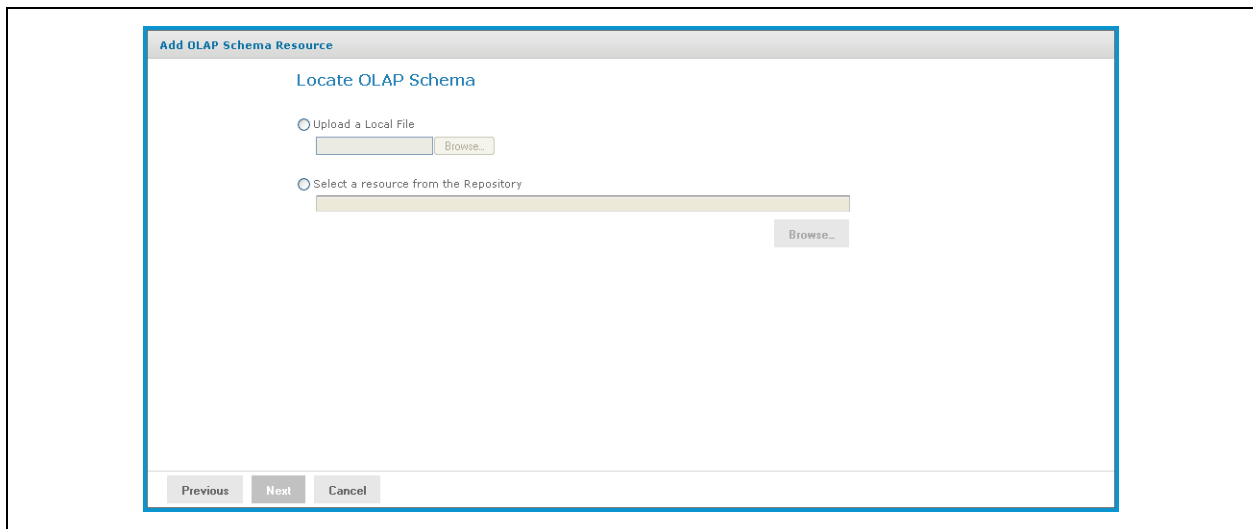 Add OLAP Schema Resource
Locate OLAP Schema
Upload a Local File
Browse...
Select a resource from the Repository
Browse...
Previous Next Cancel